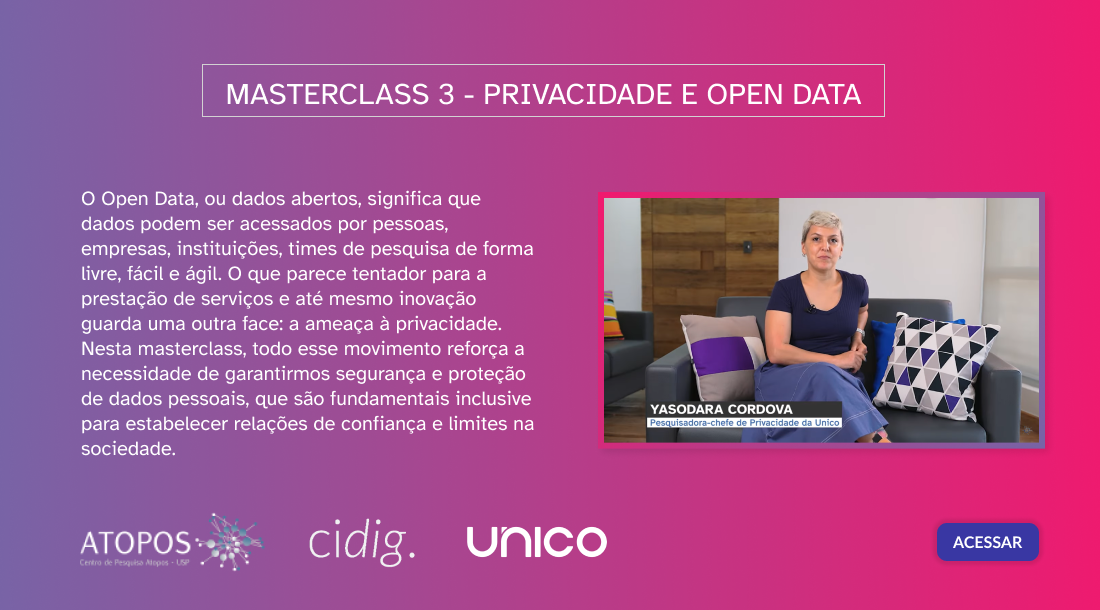 MASTERCLASS 3 - PRIVACIDADE E OPEN DATA
O Open Data, ou dados abertos, significa que
dados podem ser acessados por pessoas,
empresas, instituições, times de pesquisa de forma
livre, fácil e ágil. O que parece tentador para a
prestação de serviços e até mesmo inovação
guarda uma outra face: a ameaça à privacidade.
Nesta masterclass, todo esse movimento reforça a
necessidade de garantirmos segurança e proteção
de dados pessoais, que são fundamentais inclusive
para estabelecer relações de confiança e limites na
sociedade.
YASODARA CORDOVA
Pesquisadora-chefe de Privacidade da Unico
ATOPOS
Centro de Pesquisa Atopos - USP
cidig.
unico
ACESSAR